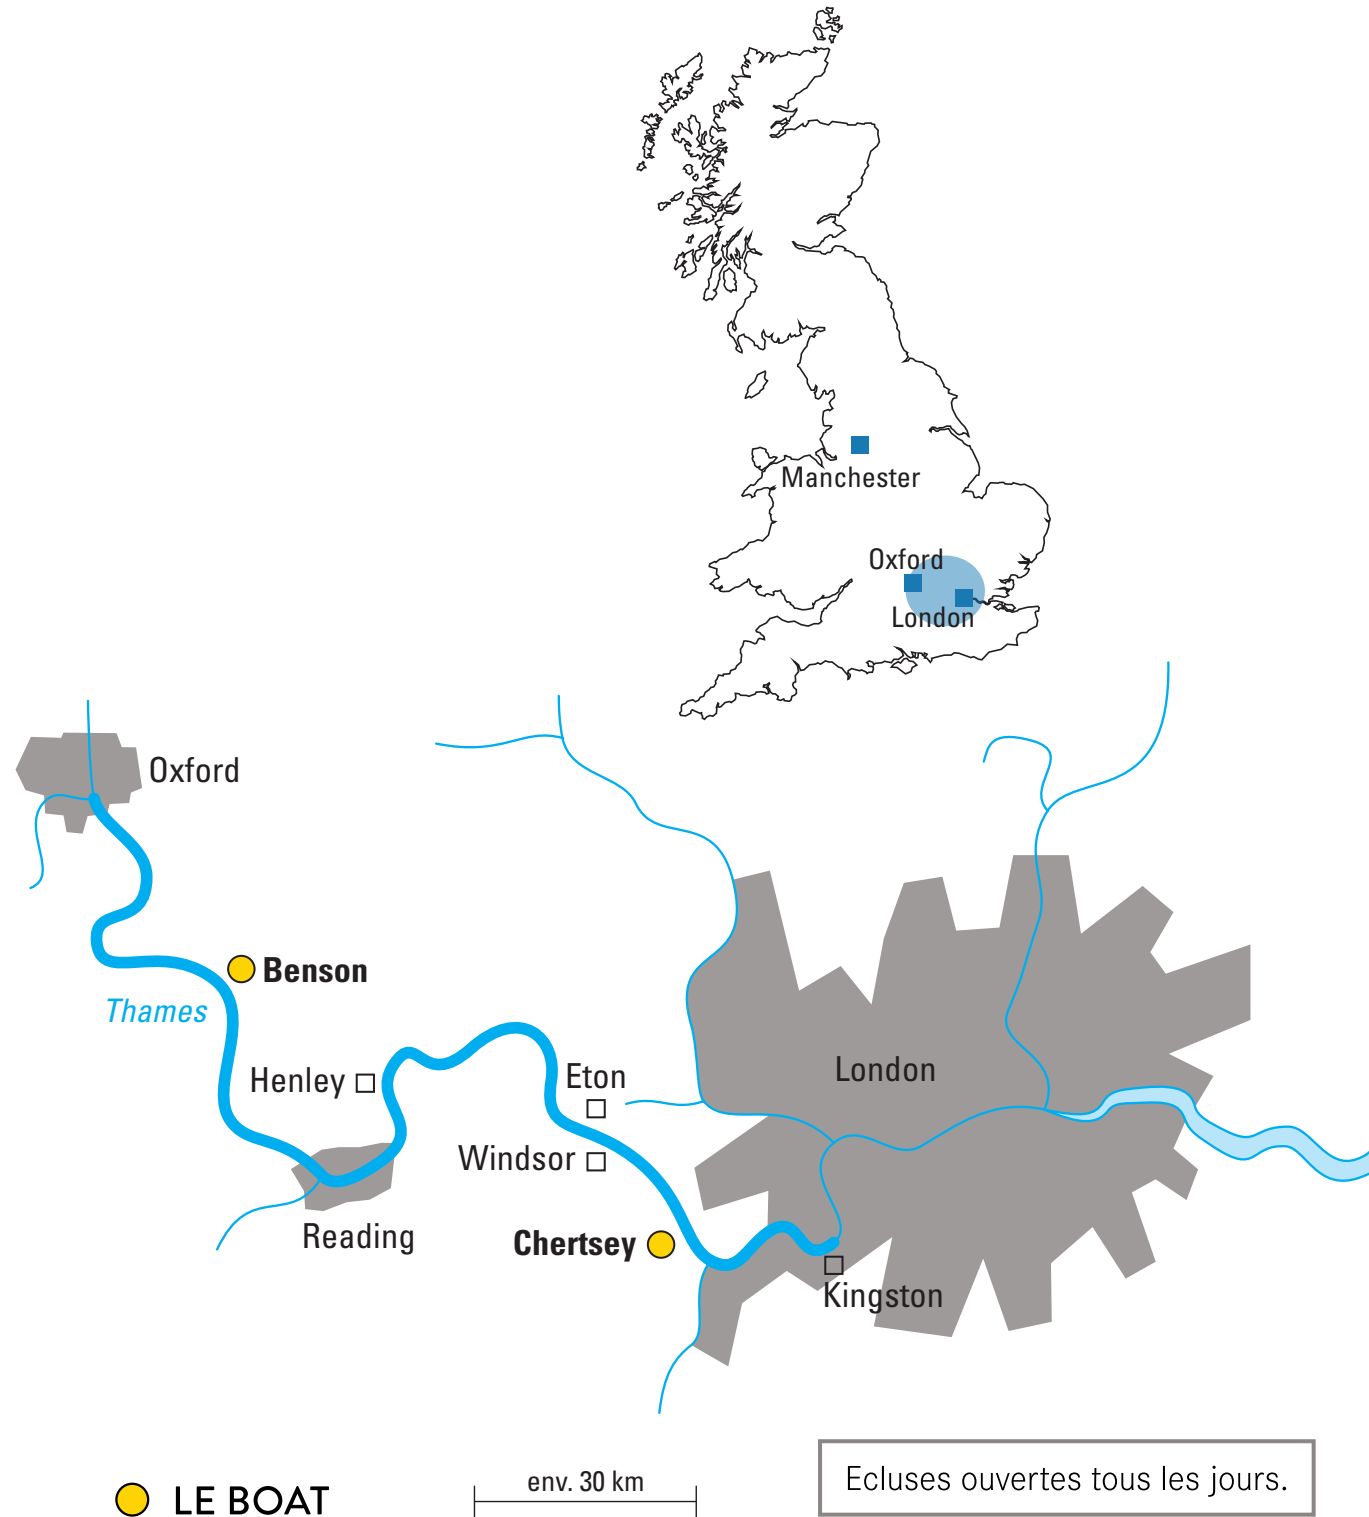 Manchester
Oxford
London
Oxford
Benson
Thames
Henley
Eton
London
Windsor
Reading
Chertsey
Kingston
LE BOAT
env. 30 km
Ecluses ouvertes tous les jours.